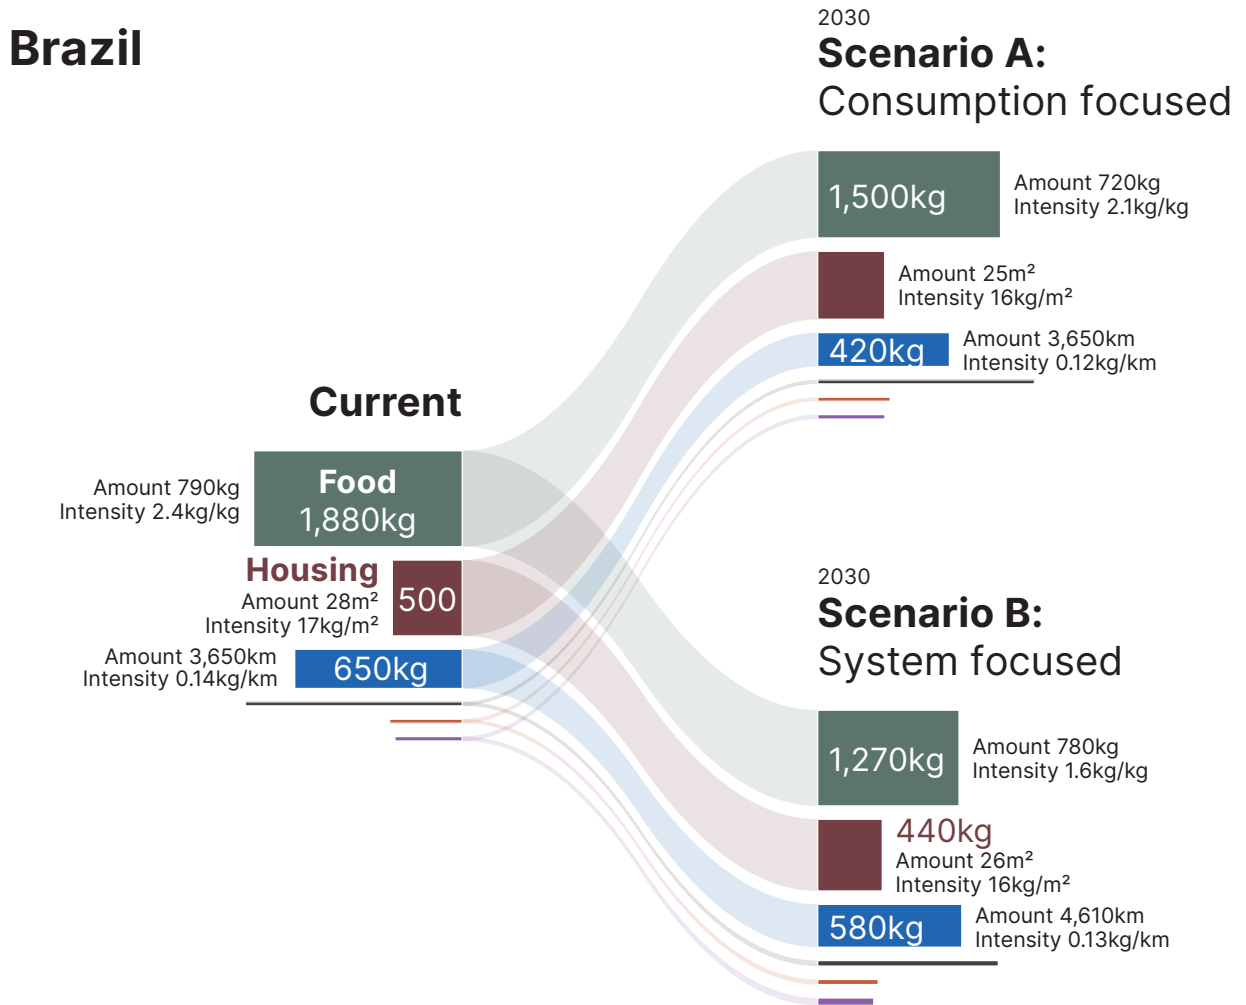 Brazil
2030
Scenario A:
Consumption focused
1,500kg
Amount 720kg
Intensity 2.1kg/kg
Amount 25m²
Intensity 16kg/m²
420kg
Amount 3,650km
Intensity 0.12kg/km
Current
Amount 790kg
Intensity 2.4kg/kg
Food
1,880kg
Housing
Amount 28m²
Intensity 17kg/m²
500
Amount 3,650km
Intensity 0.14kg/km
650kg
2030
Scenario B:
System focused
1,270kg
Amount 780kg
Intensity 1.6kg/kg
440kg
Amount 26m²
Intensity 16kg/m²
580kg
Amount 4,610km
Intensity 0.13kg/km